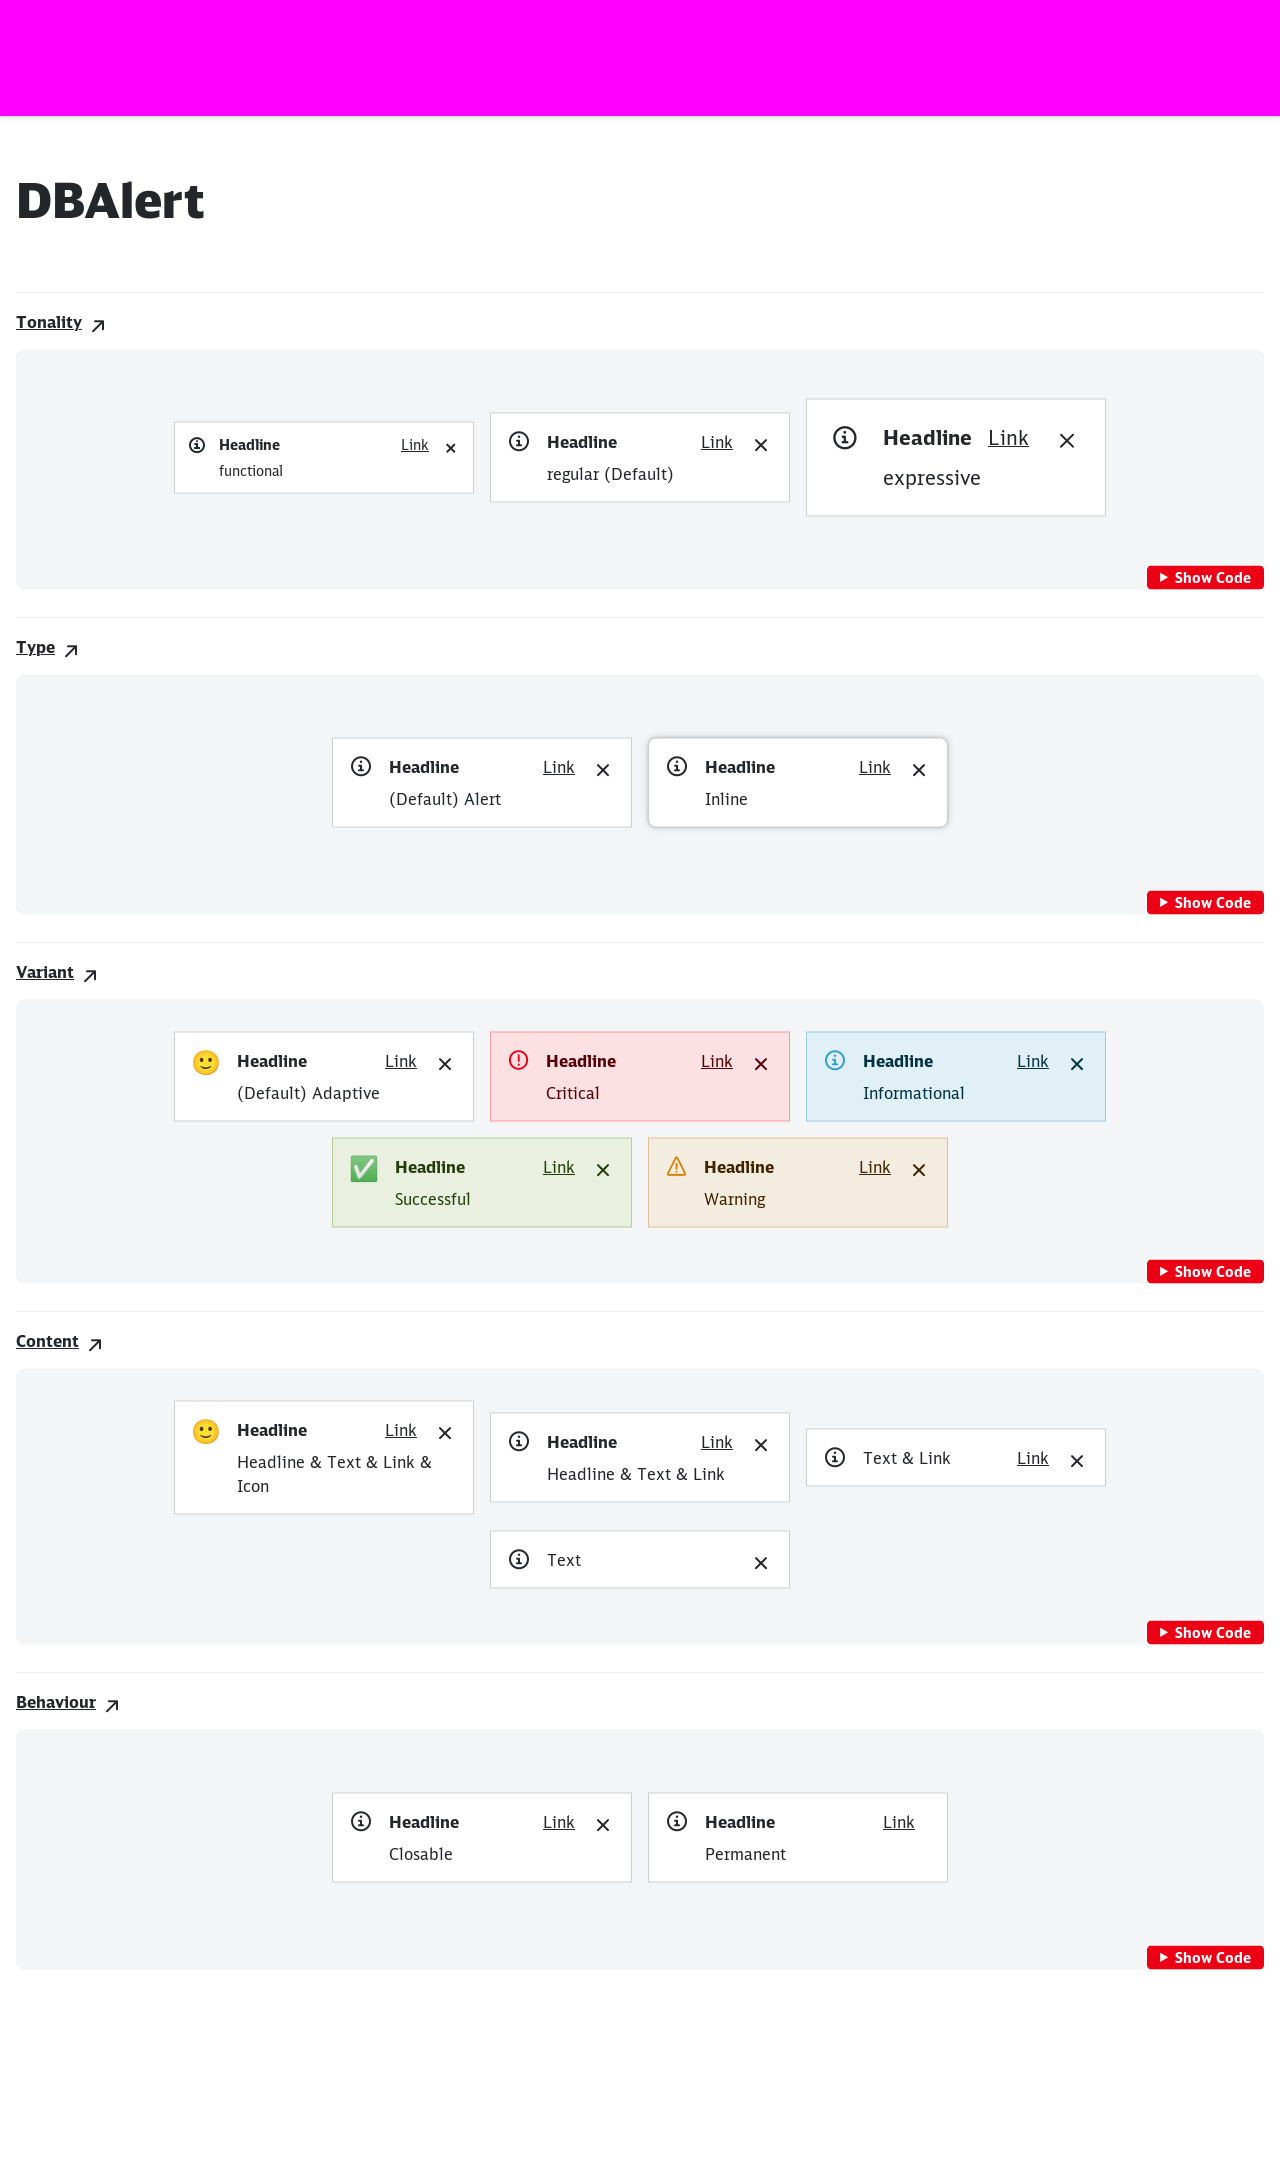 DBAlert
Tonality
Headline Link
functional
Headline Link
regular (Default)
Headline Link
expressive
Show Code
Type
Headline Link
(Default) Alert
Headline Link
Inline
Show Code
Variant
Headline Link
(Default) Adaptive
Headline Link
Critical
Headline Link
Informational
Headline Link
Successful
Headline Link
Warning
Show Code
Content
Headline Link
Headline & Text & Link &
Icon
Headline Link
Headline & Text & Link
Text & Link Link
Text
Show Code
Behaviour
Headline Link
Closable
Headline Link
Permanent
Show Code